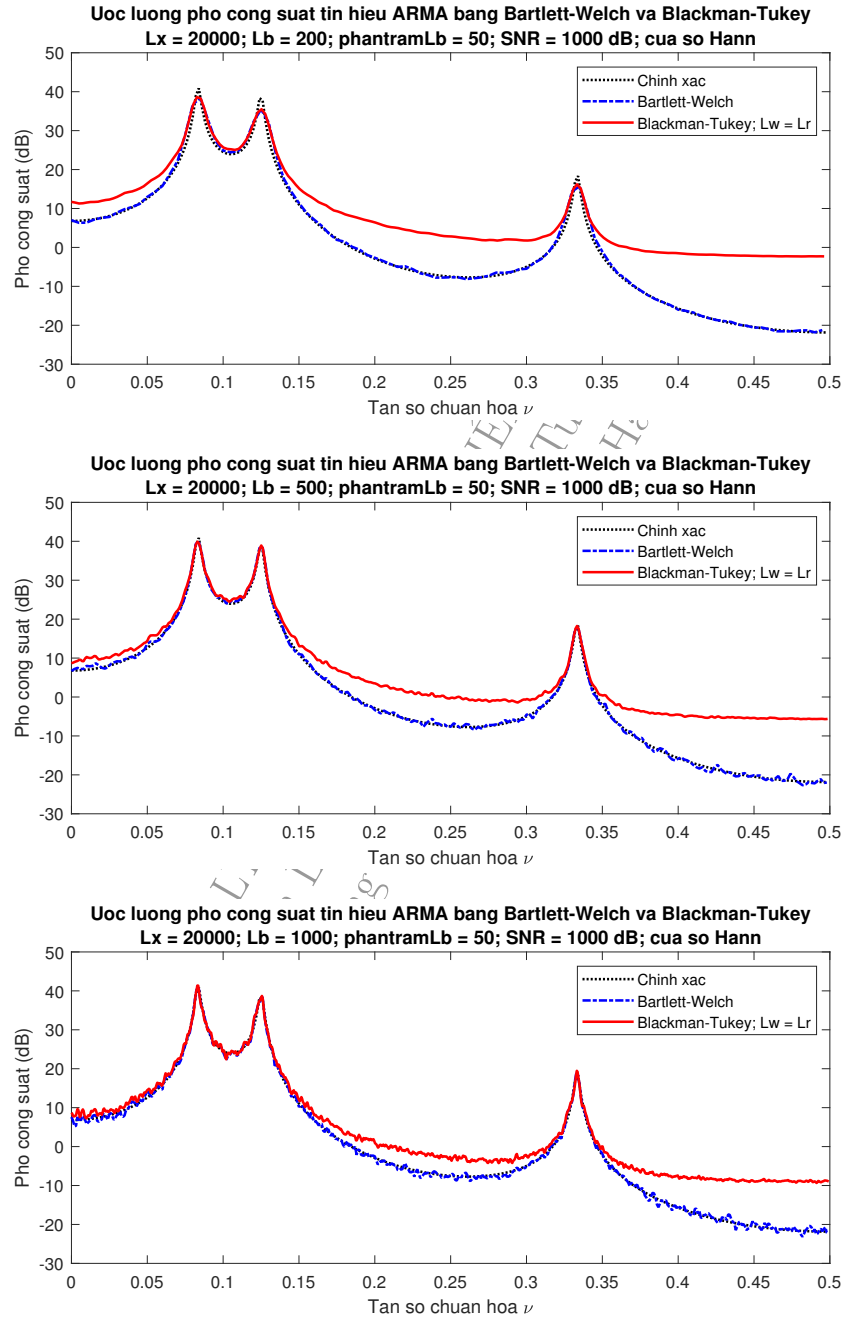 Uoc luong pho cong suat tin hieu ARMA bang Bartlett-Welch va Blackman-Tukey
Lx = 20000; Lb = 200; phantramLb = 50; SNR = 1000 dB; cua so Hann
Chinh xac
Bartlett-Welch
Blackman-Tukey; Lw = Lr
Pho cong suat (dB)
50
40
30
20
10
0
-10
-20
-30
0 0.05 0.1 0.15 0.2 0.25 0.3 0.35 0.4 0.45 0.5
Tan so chuan hoa ν
Uoc luong pho cong suat tin hieu ARMA bang Bartlett-Welch va Blackman-Tukey
Lx = 20000; Lb = 500; phantramLb = 50; SNR = 1000 dB; cua so Hann
Chinh xac
Bartlett-Welch
Blackman-Tukey; Lw = Lr
Pho cong suat (dB)
50
40
30
20
10
0
-10
-20
-30
0 0.05 0.1 0.15 0.2 0.25 0.3 0.35 0.4 0.45 0.5
Tan so chuan hoa ν
Uoc luong pho cong suat tin hieu ARMA bang Bartlett-Welch va Blackman-Tukey
Lx = 20000; Lb = 1000; phantramLb = 50; SNR = 1000 dB; cua so Hann
Chinh xac
Bartlett-Welch
Blackman-Tukey; Lw = Lr
Pho cong suat (dB)
50
40
30
20
10
0
-10
-20
-30
0 0.05 0.1 0.15 0.2 0.25 0.3 0.35 0.4 0.45 0.5
Tan so chuan hoa ν